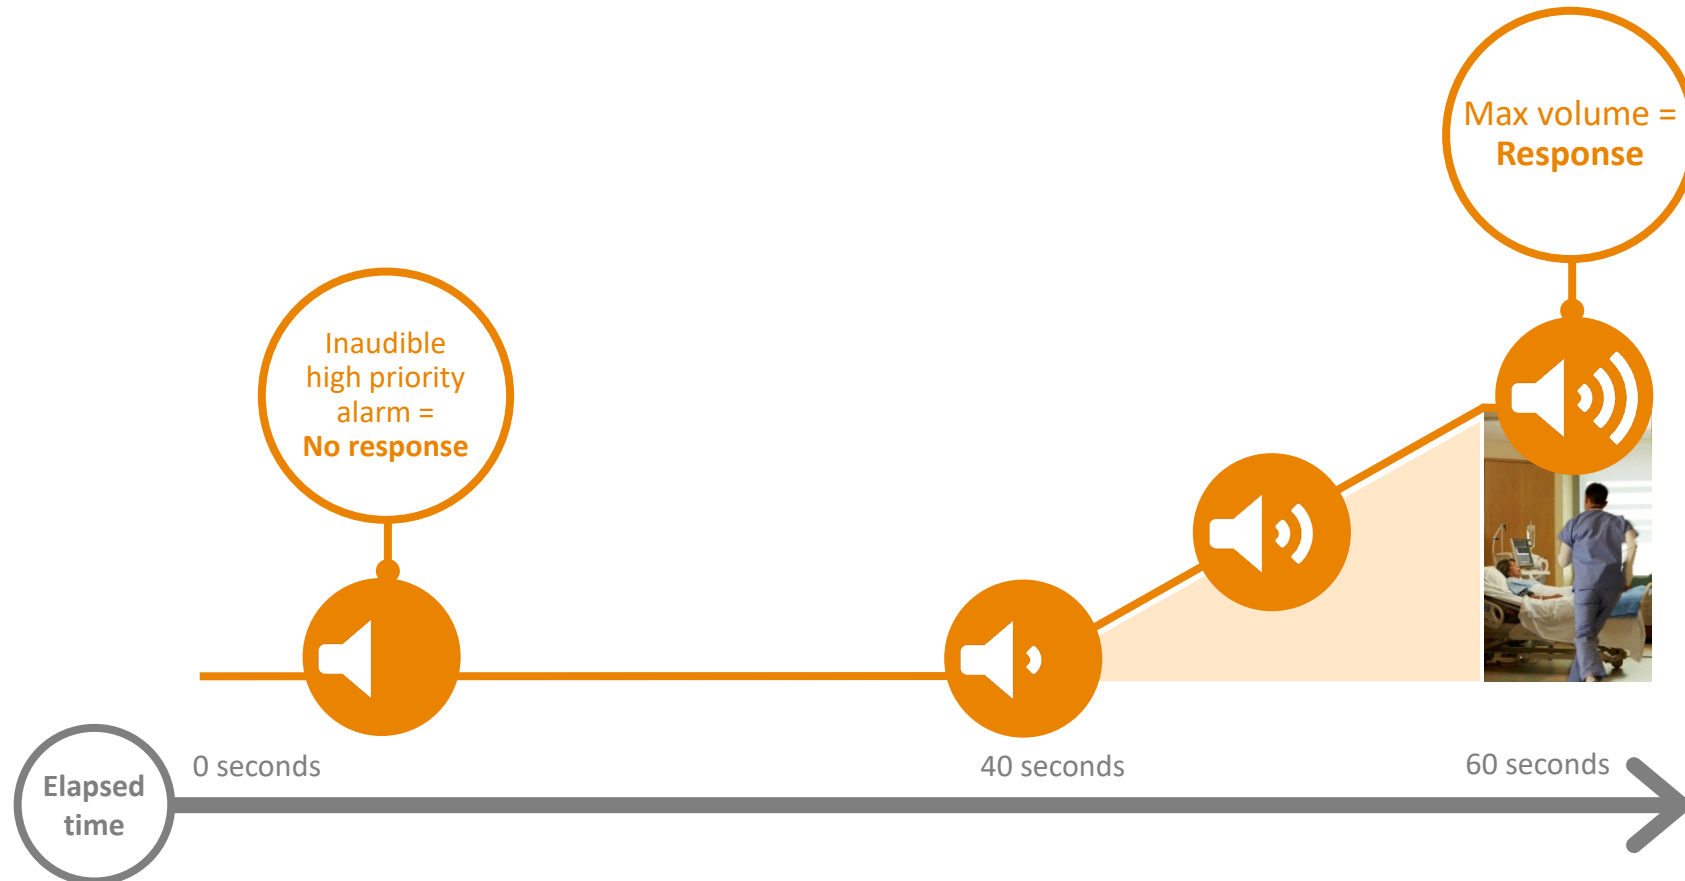 Max volume =
Response
Inaudible
high priority
alarm =
No response
0 seconds
40 seconds
60 seconds
Elapsed
time